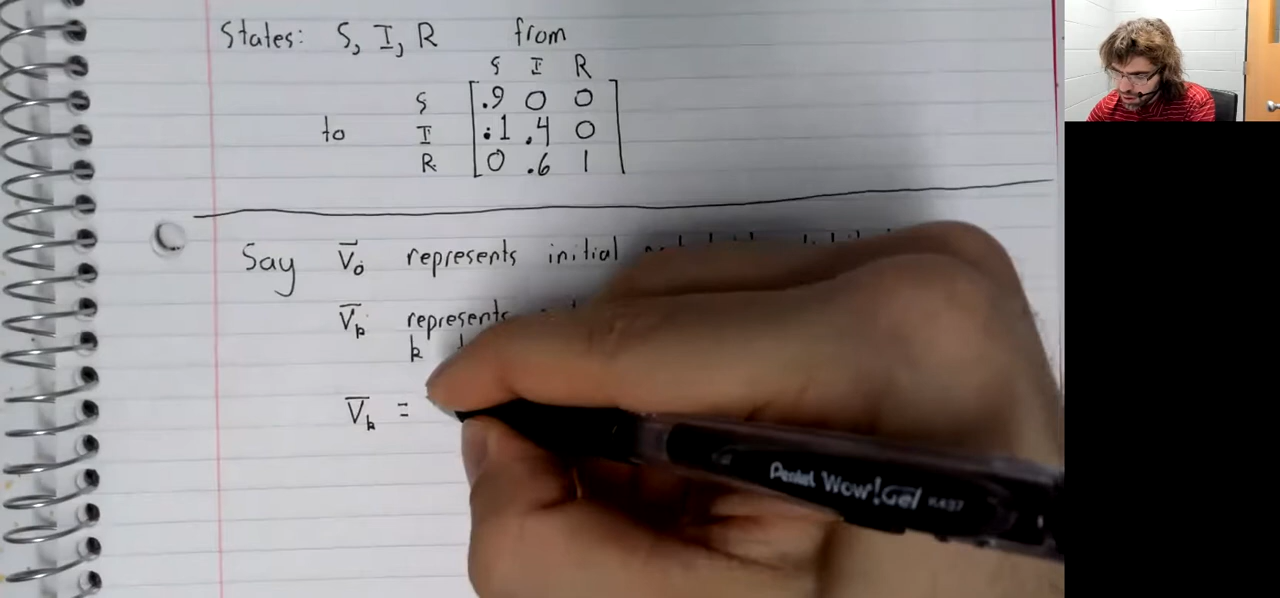 States: S, I, R from
S I R
S .9 0 0
to I .1 .4 0
R 0 .6 1
Say V̄₀ represents initial
V̄ₖ represents
k
V̄ₖ =
Pentel Wow!Gel K437